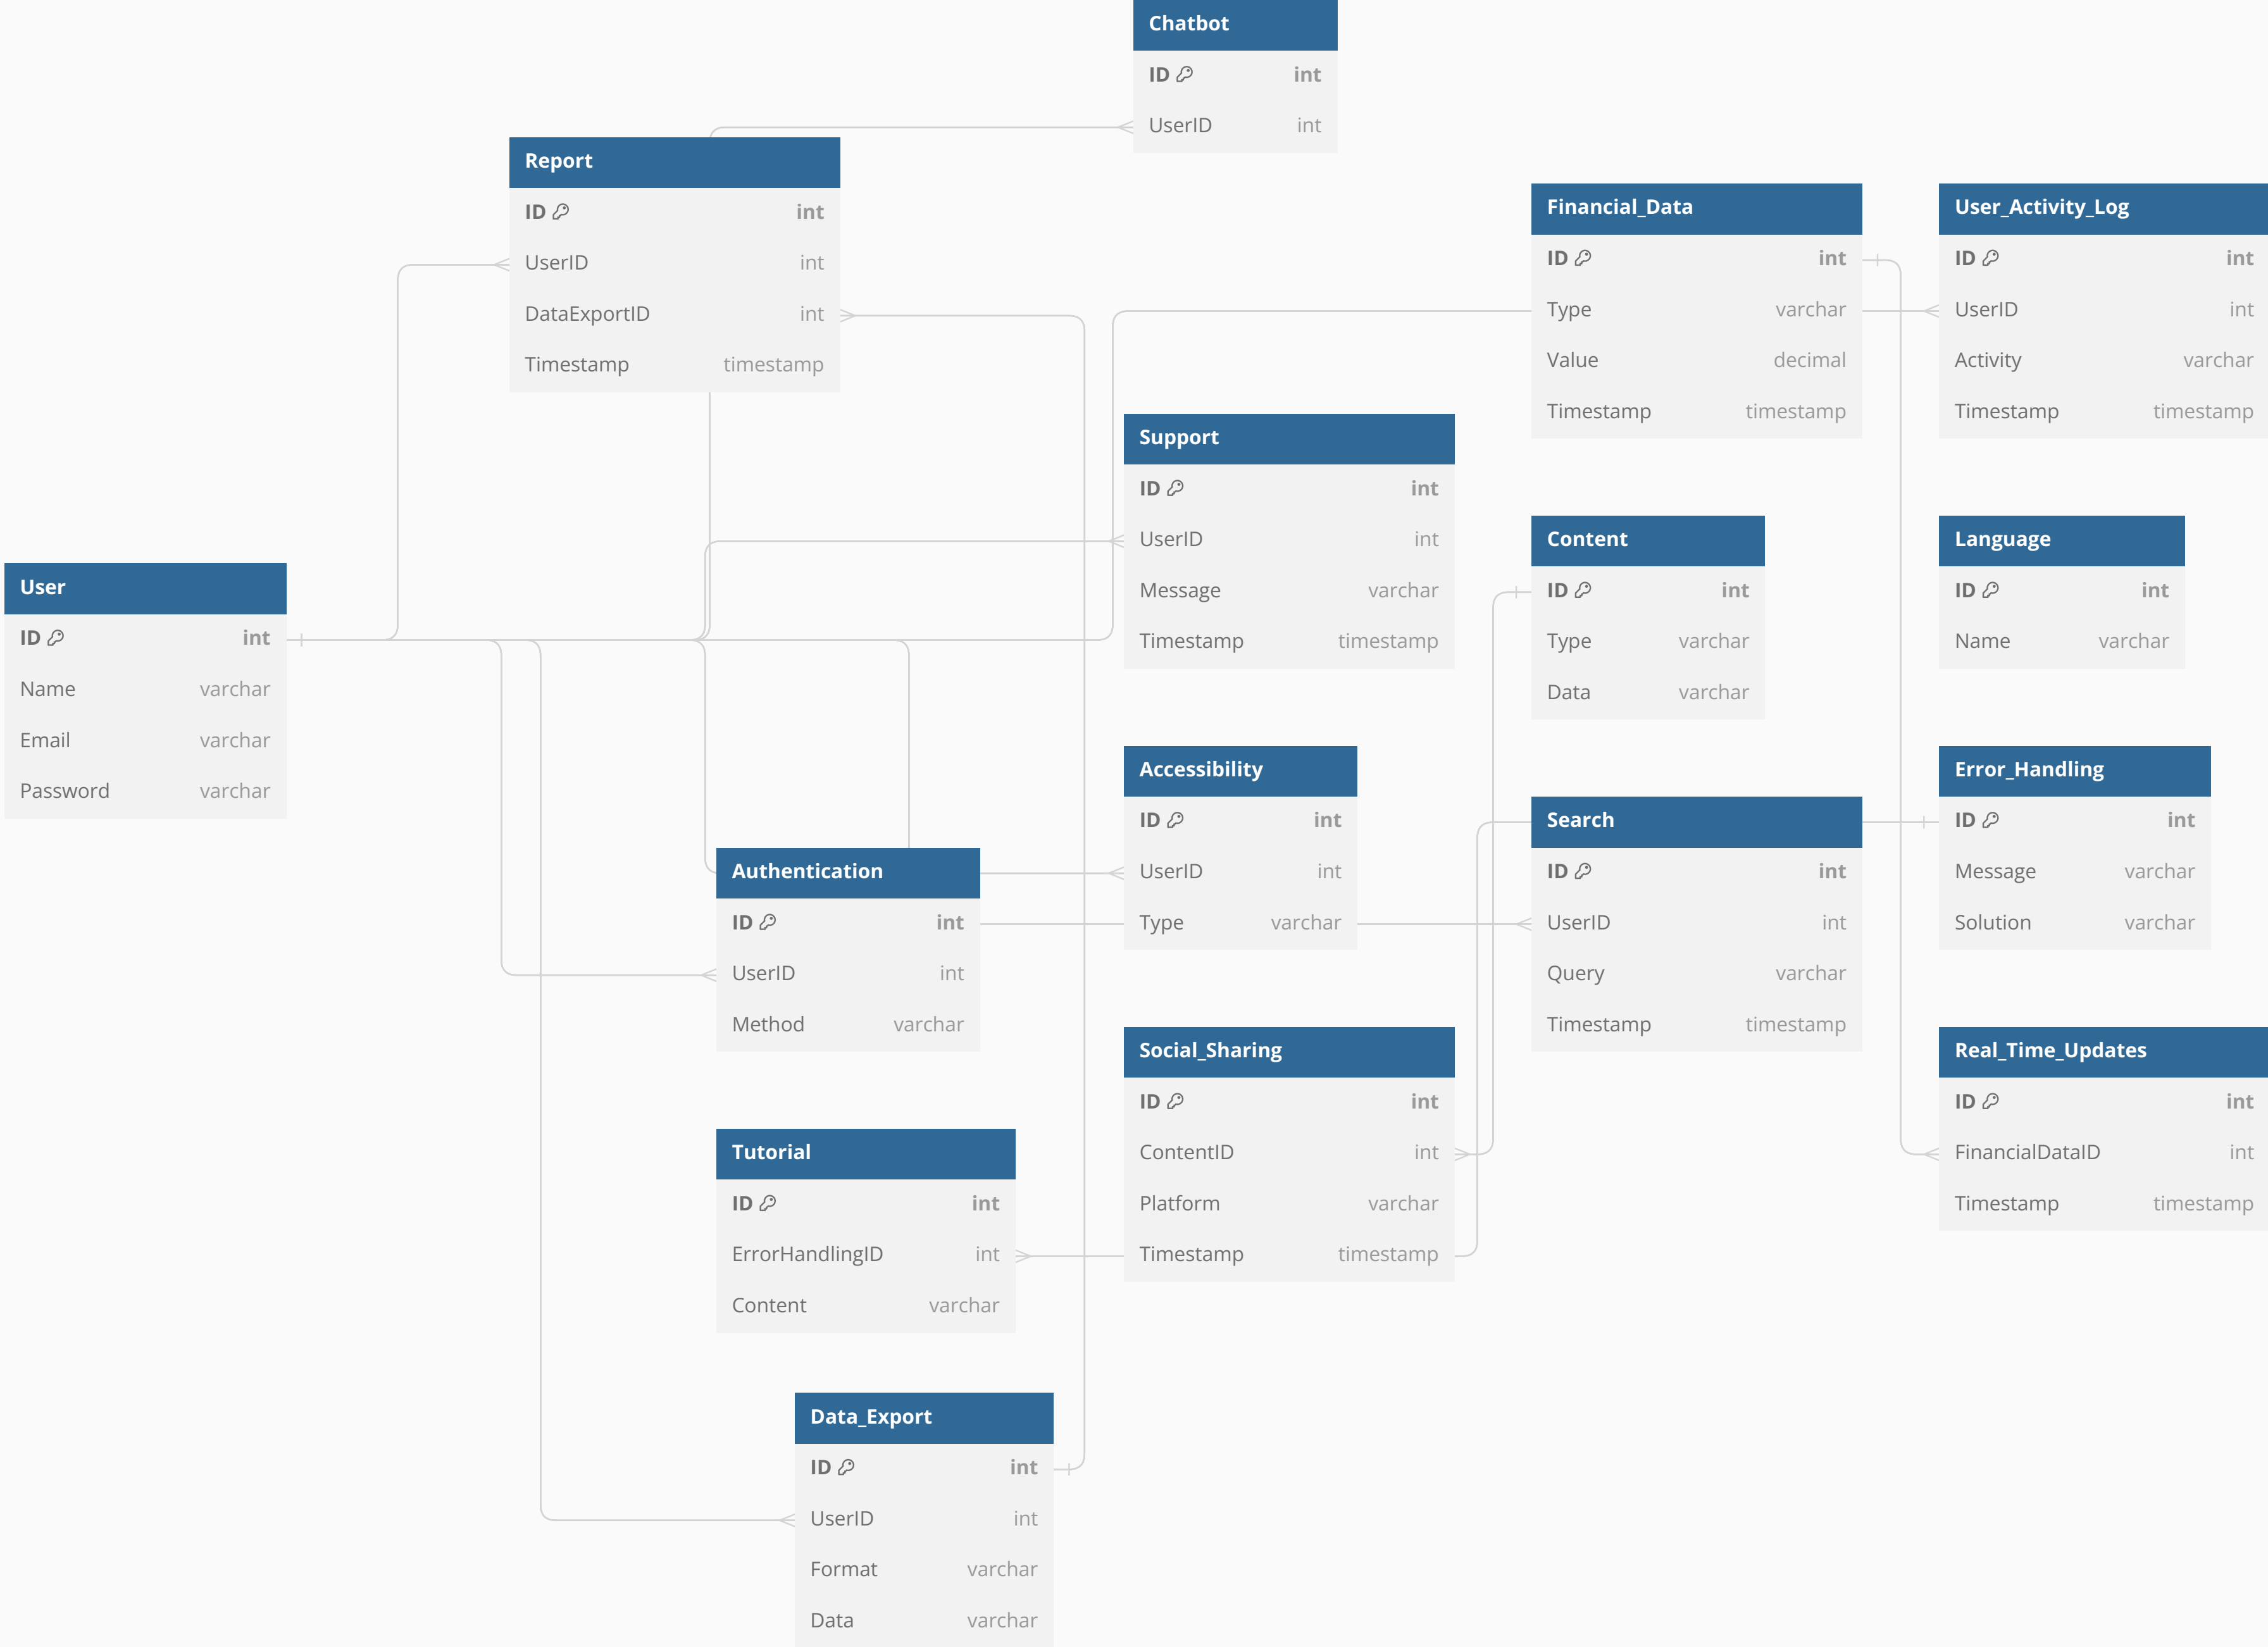 Chatbot
ID int
UserID int
Report
ID int
UserID int
DataExportID int
Timestamp timestamp
Financial_Data
ID int
Type varchar
Value decimal
Timestamp timestamp
User_Activity_Log
ID int
UserID int
Activity varchar
Timestamp timestamp
Support
ID int
UserID int
Message varchar
Timestamp timestamp
Content
ID int
Type varchar
Data varchar
Language
ID int
Name varchar
User
ID int
Name varchar
Email varchar
Password varchar
Accessibility
ID int
UserID int
Type varchar
Search
ID int
UserID int
Query varchar
Timestamp timestamp
Error_Handling
ID int
Message varchar
Solution varchar
Authentication
ID int
UserID int
Method varchar
Social_Sharing
ID int
ContentID int
Platform varchar
Timestamp timestamp
Real_Time_Updates
ID int
FinancialDataID int
Timestamp timestamp
Tutorial
ID int
ErrorHandlingID int
Content varchar
Data_Export
ID int
UserID int
Format varchar
Data varchar